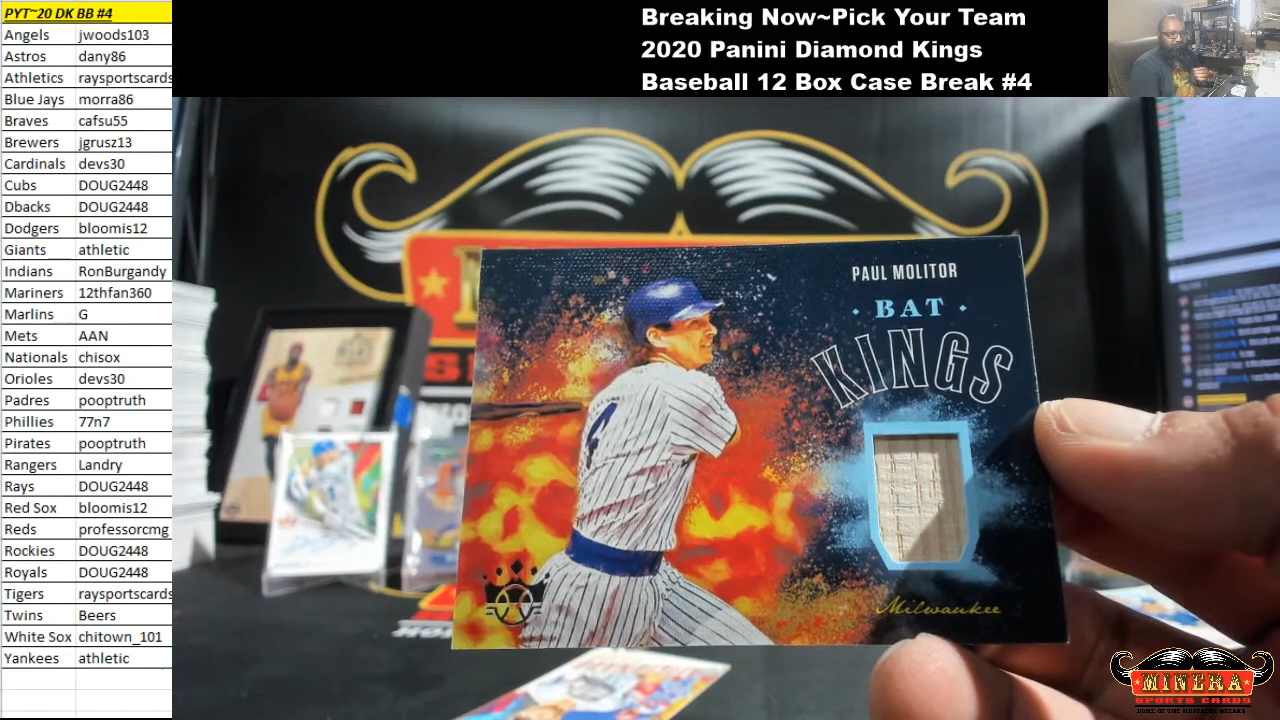 PYT~20 DK BB #4
Angels jwoods103
Astros dany86
Athletics raysportscards
Blue Jays morra86
Braves cafsu55
Brewers jgrusz13
Cardinals devs30
Cubs DOUG2448
Dbacks DOUG2448
Dodgers bloomis12
Giants athletic
Indians RonBurgandy
Mariners 12thfan360
Marlins G
Mets AAN
Nationals chisox
Orioles devs30
Padres pooptruth
Phillies 77n7
Pirates pooptruth
Rangers Landry
Rays DOUG2448
Red Sox bloomis12
Reds professorcmg
Rockies DOUG2448
Royals DOUG2448
Tigers raysportscards
Twins Beers
White Sox chitown_101
Yankees athletic
Breaking Now~Pick Your Team
2020 Panini Diamond Kings
Baseball 12 Box Case Break #4
PAUL MOLITOR
· BAT ·
KINGS
4
Milwaukee
MINERA
SPORTS CARDS